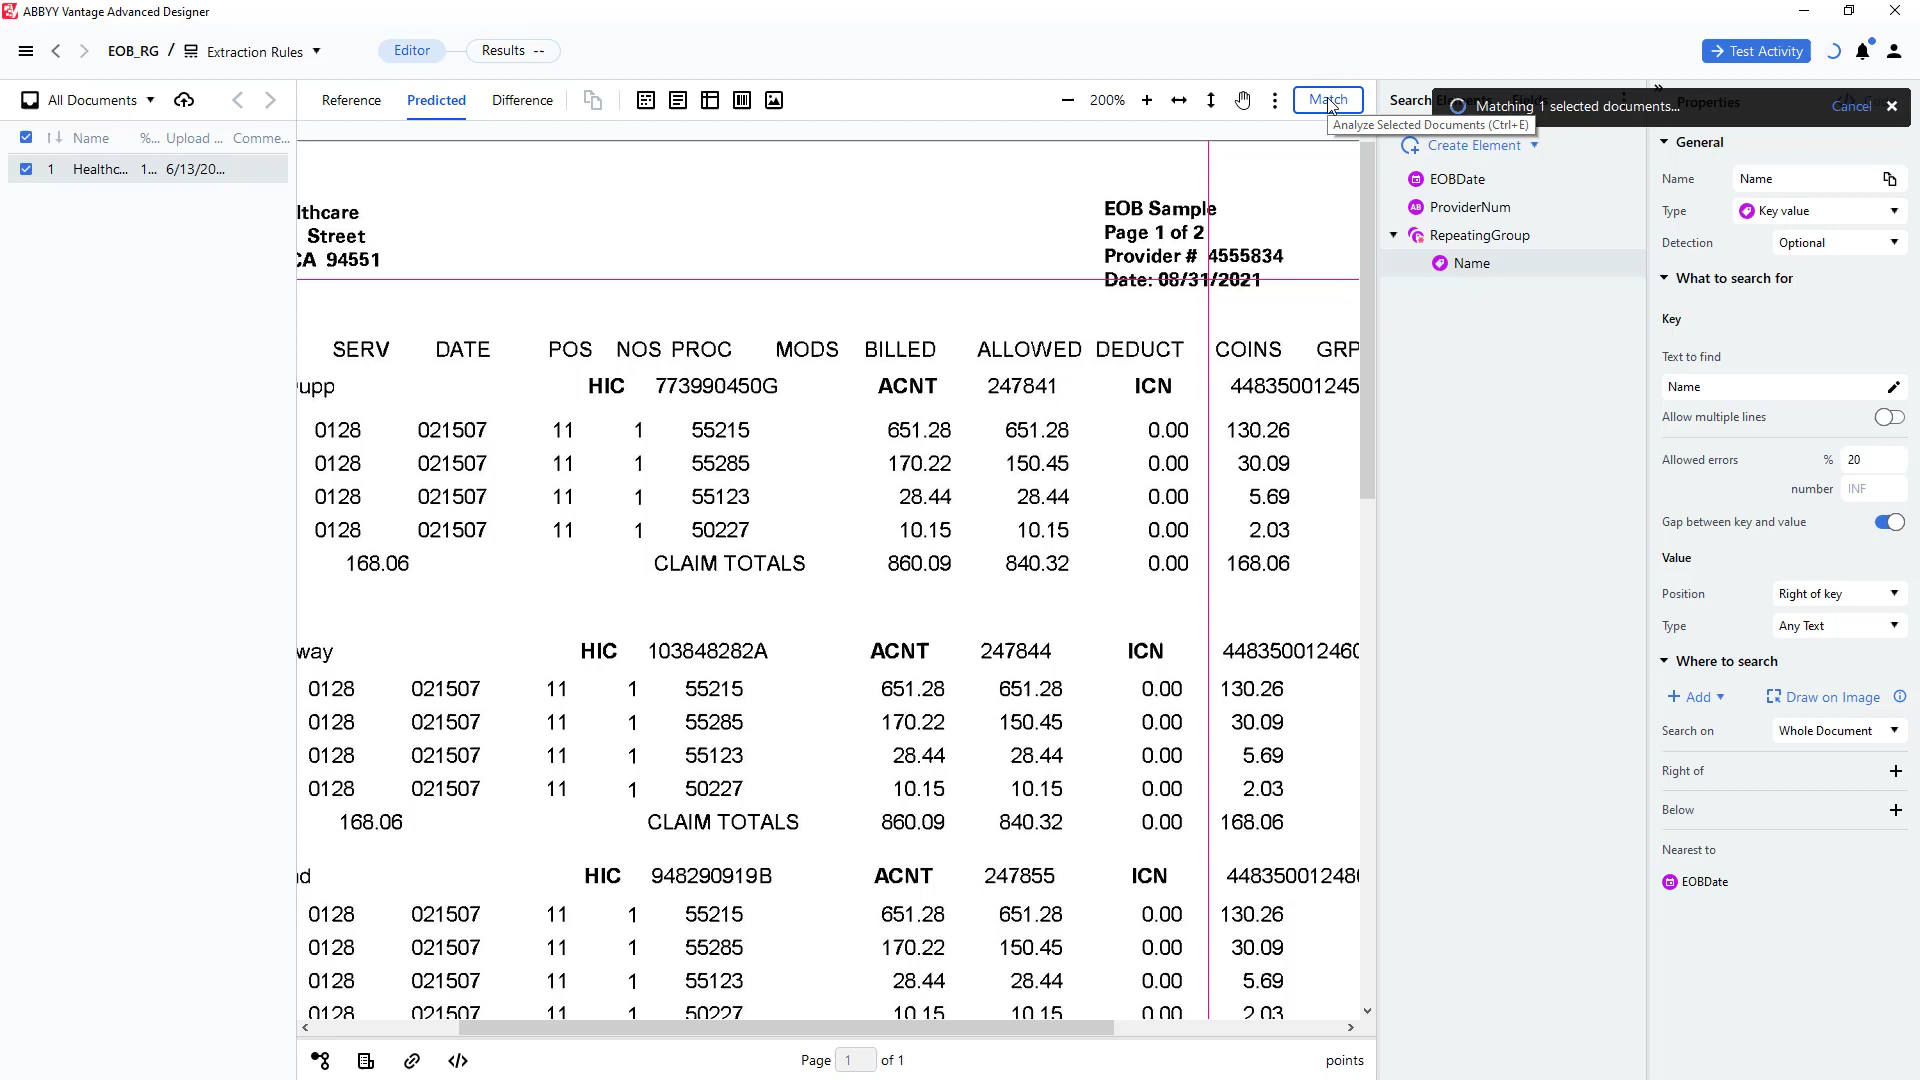 ABBYY Vantage Advanced Designer
EOB_RG / Extraction Rules
Editor
Results --
Test Activity
All Documents
Reference Predicted Difference
200%
Match
Search
Matching 1 selected documents...
Cancel
Analyze Selected Documents (Ctrl+E)
Name %... Upload ... Comme...
1 Healthc... 1... 6/13/20...
lthcare
Street
CA 94551
EOB Sample
Page 1 of 2
Provider # 4555834
Date: 08/31/2021
SERV DATE POS NOS PROC MODS BILLED ALLOWED DEDUCT COINS GRP
upp HIC 773990450G ACNT 247841 ICN 44835001245
0128 021507 11 1 55215 651.28 651.28 0.00 130.26
0128 021507 11 1 55285 170.22 150.45 0.00 30.09
0128 021507 11 1 55123 28.44 28.44 0.00 5.69
0128 021507 11 1 50227 10.15 10.15 0.00 2.03
168.06 CLAIM TOTALS 860.09 840.32 0.00 168.06
way HIC 103848282A ACNT 247844 ICN 44835001246
0128 021507 11 1 55215 651.28 651.28 0.00 130.26
0128 021507 11 1 55285 170.22 150.45 0.00 30.09
0128 021507 11 1 55123 28.44 28.44 0.00 5.69
0128 021507 11 1 50227 10.15 10.15 0.00 2.03
168.06 CLAIM TOTALS 860.09 840.32 0.00 168.06
nd HIC 948290919B ACNT 247855 ICN 44835001248
0128 021507 11 1 55215 651.28 651.28 0.00 130.26
0128 021507 11 1 55285 170.22 150.45 0.00 30.09
0128 021507 11 1 55123 28.44 28.44 0.00 5.69
0128 021507 11 1 50227 10.15 10.15 0.00 2.03
Page 1 of 1
points
Create Element
EOBDate
ProviderNum
RepeatingGroup
Name
Properties
General
Name Name
Type Key value
Detection Optional
What to search for
Key
Text to find
Name
Allow multiple lines
Allowed errors % 20
number INF
Gap between key and value
Value
Position Right of key
Type Any Text
Where to search
+ Add Draw on Image
Search on Whole Document
Right of +
Below +
Nearest to
EOBDate